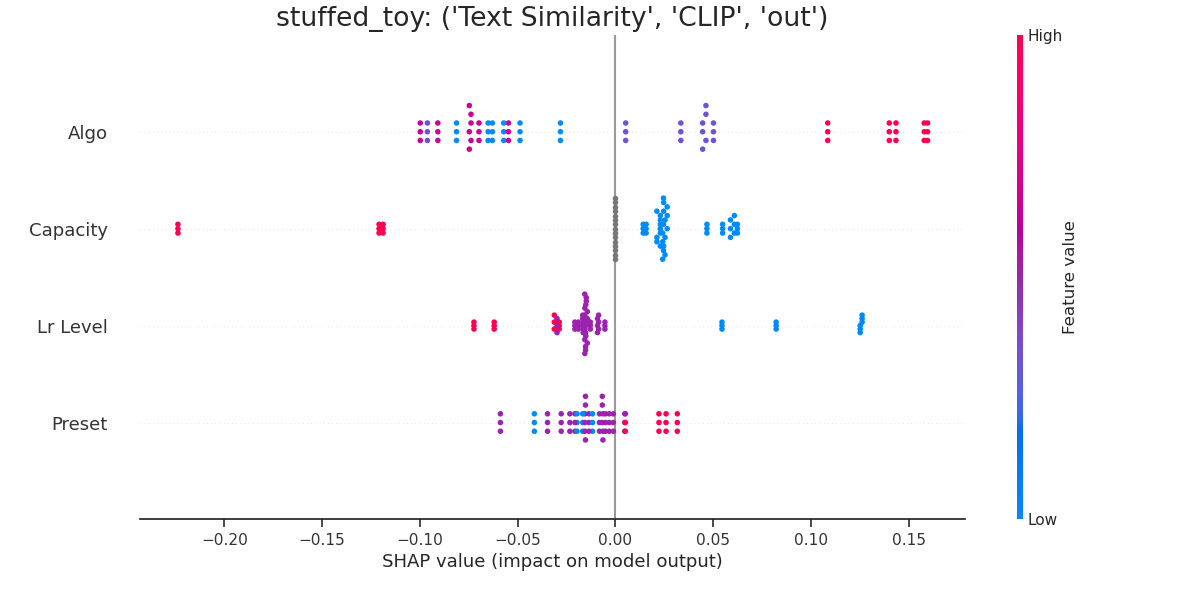 stuffed_toy: ('Text Similarity', 'CLIP', 'out')
High
Algo
Capacity
Lr Level
Preset
Feature value
Low
−0.20 −0.15 −0.10 −0.05 0.00 0.05 0.10 0.15
SHAP value (impact on model output)